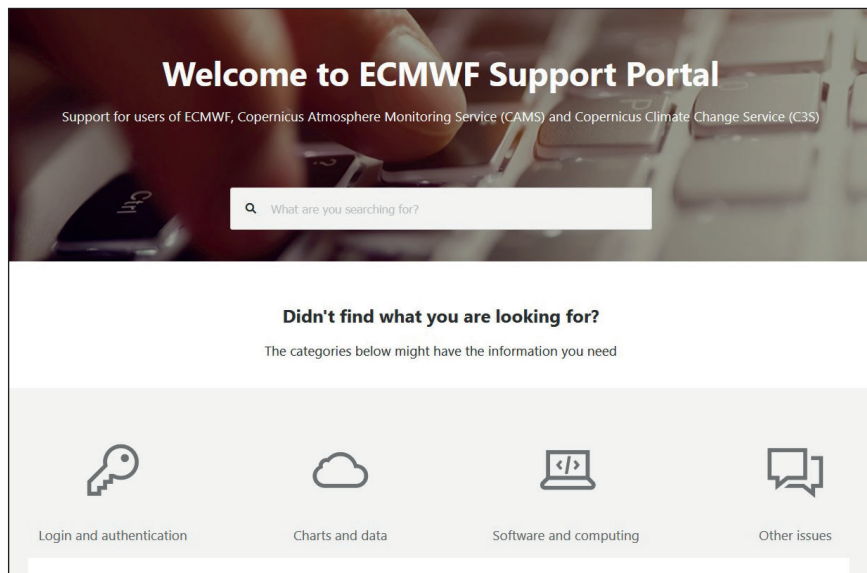 Welcome to ECMWF Support Portal
Support for users of ECMWF, Copernicus Atmosphere Monitoring Service (CAMS) and Copernicus Climate Change Service (C3S)
Ctrl
?
P
What are you searching for?
Didn't find what you are looking for?
The categories below might have the information you need
</>
Login and authentication
Charts and data
Software and computing
Other issues